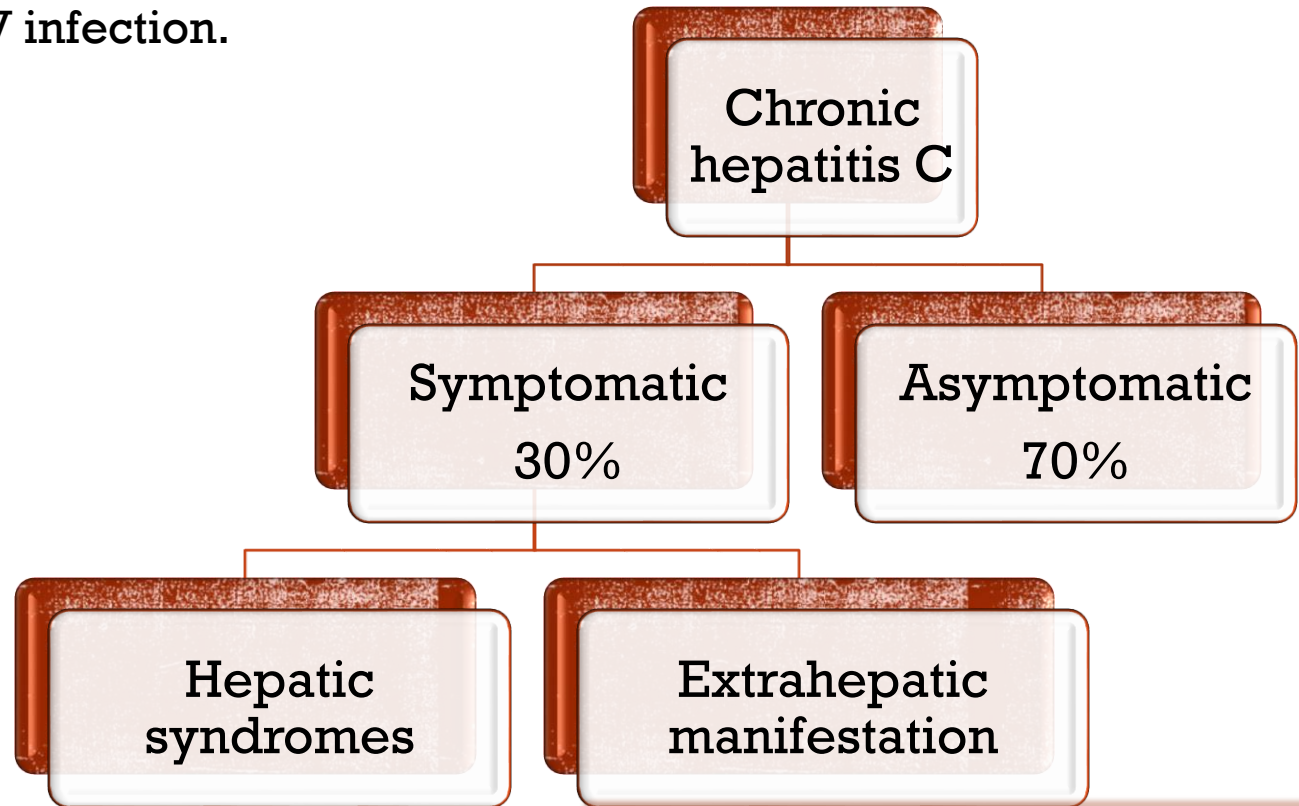 infection.
Chronic
hepatitis C
Symptomatic
30%
Asymptomatic
70%
Hepatic
syndromes
Extrahepatic
manifestation